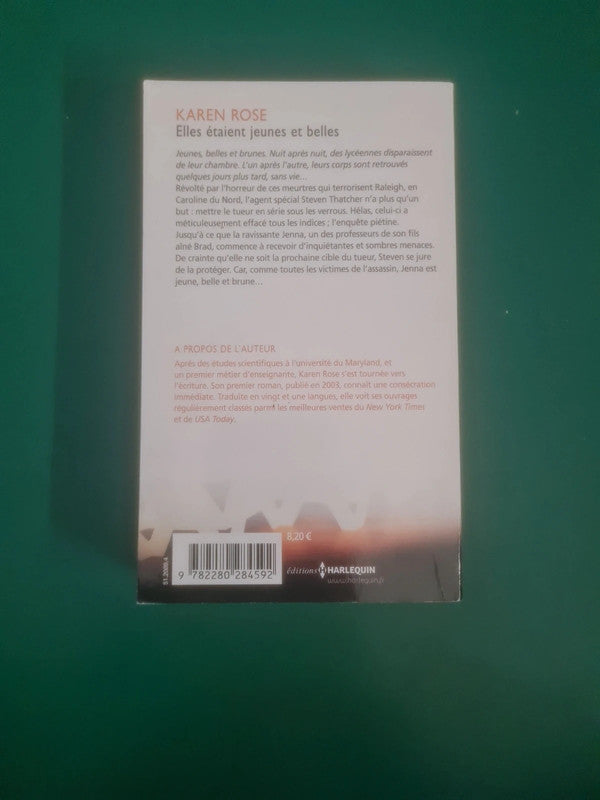 KAREN ROSE
Elles étaient jeunes et belles
Jeunes, belles et brunes. Nuit après nuit, des lycéennes disparaissent
de leur chambre. L'un après l'autre, leurs corps sont retrouvés
quelques jours plus tard, sans vie…
Révolté par l'horreur de ces meurtres qui terrorisent Raleigh, en
Caroline du Nord, l'agent spécial Steven Thatcher n'a plus qu'un
but : mettre le tueur en série sous les verrous. Hélas, celui-ci a
méticuleusement effacé tous les indices ; l'enquête piétine.
Jusqu'à ce que la ravissante Jenna, un des professeurs de son fils
aîné Brad, commence à recevoir d'inquiétantes et sombres menaces.
De crainte qu'elle ne soit la prochaine cible du tueur, Steven se jure
de la protéger. Car, comme toutes les victimes de l'assassin, Jenna est
jeune, belle et brune…
A PROPOS DE L'AUTEUR
Après des études scientifiques à l'université du Maryland, et
un premier métier d'enseignante, Karen Rose s'est tournée vers
l'écriture. Son premier roman, publié en 2003, connaît une consécration
immédiate. Traduite en vingt et une langues, elle voit ses ouvrages
régulièrement classés parmi les meilleures ventes du New York Times
et de USA Today.
8,20 €
51.2088.4
9 782280 284592
éditions HARLEQUIN
www.harlequin.fr